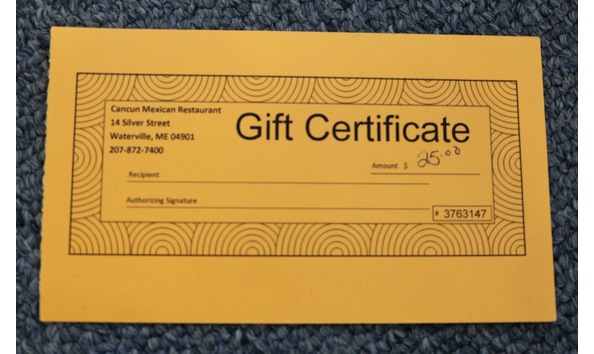 Cancun Mexican Restaurant
14 Silver Street
Waterville, ME 04901
207-872-7400
Gift Certificate
Amount $ 25.00
Recipient
Authorizing Signature
# 3763147